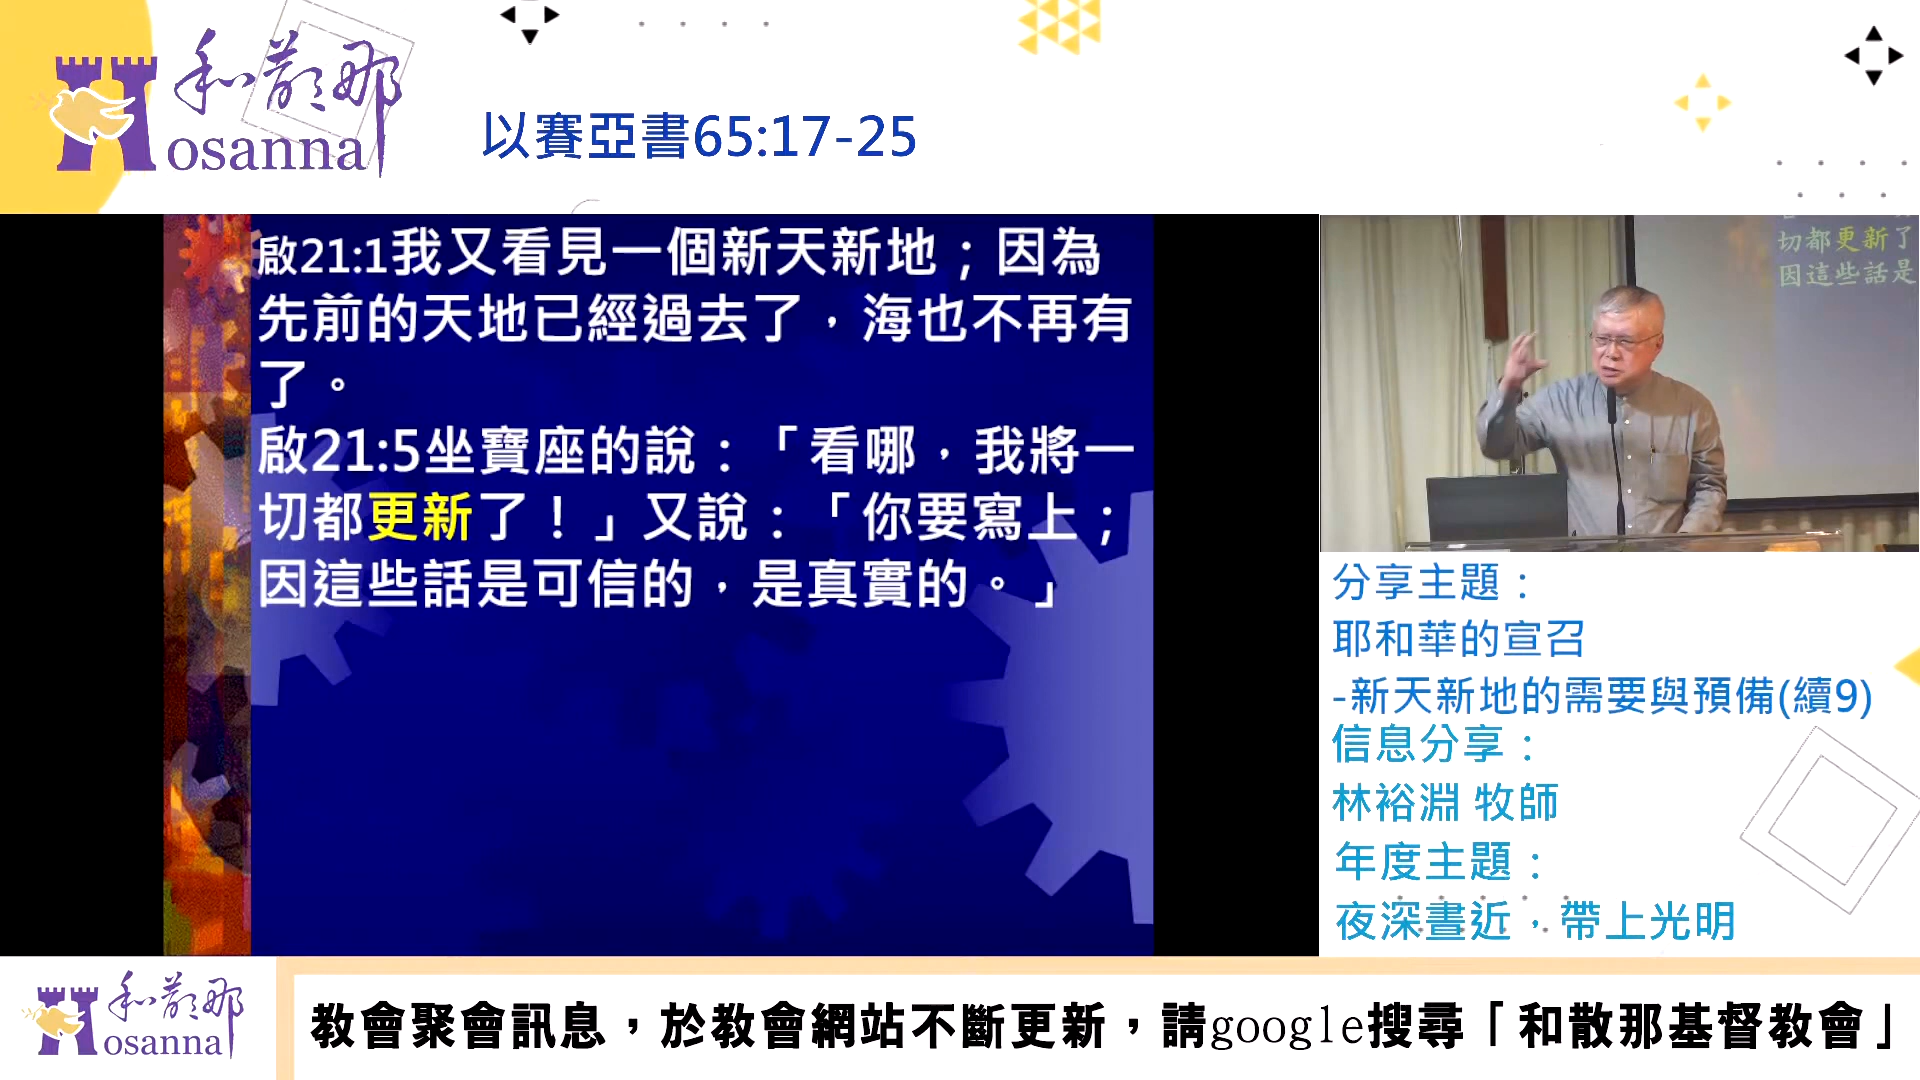 和散那
Hosanna
以賽亞書65:17-25
啟21:1我又看見一個新天新地；因為
先前的天地已經過去了，海也不再有
了。
啟21:5坐寶座的說：「看哪，我將一
切都更新了！」又說：「你要寫上；
因這些話是可信的，是真實的。」
切都更新了
因這些話是
分享主題：
耶和華的宣召
-新天新地的需要與預備(續9)
信息分享：
林裕淵 牧師
年度主題：
夜深晝近，帶上光明
和散那
Hosanna
教會聚會訊息，於教會網站不斷更新，請google搜尋「和散那基督教會」